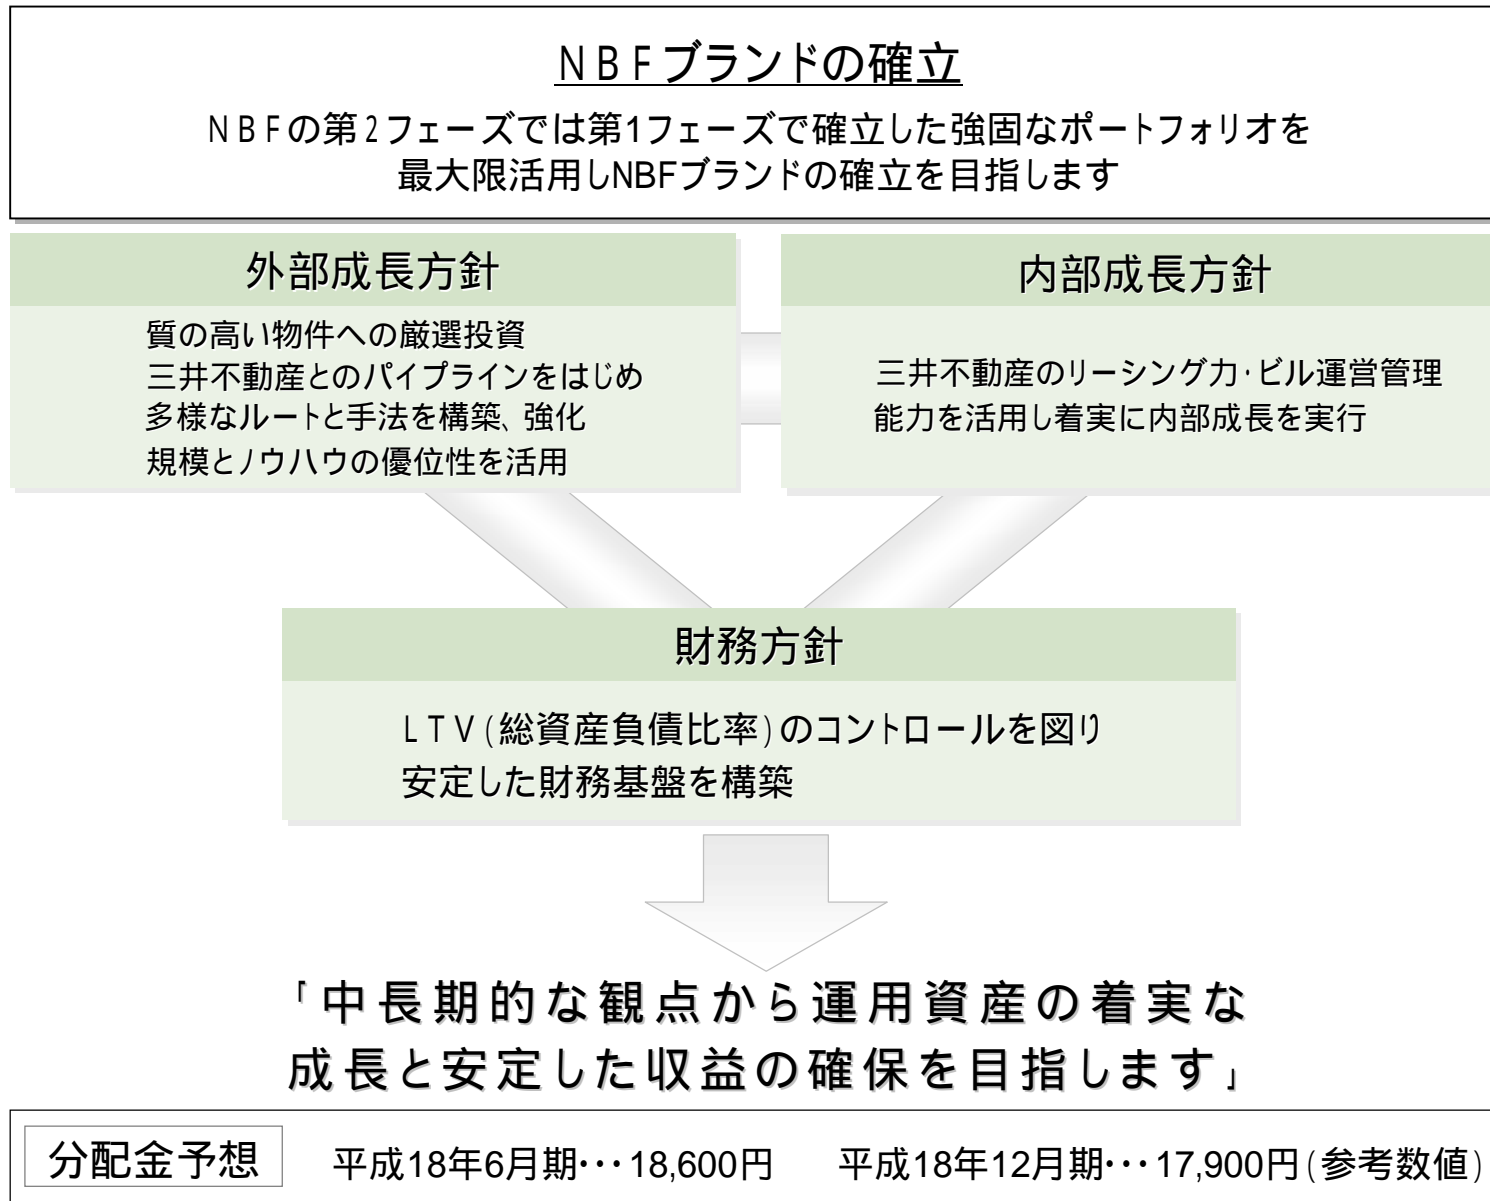 NBFブランドの確立
NBFの第2フェーズでは第1フェーズで確立した強固なポートフォリオを
最大限活用しNBFブランドの確立を目指します
外部成長方針
質の高い物件への厳選投資
三井不動産とのパイプラインをはじめ
多様なルートと手法を構築、強化
規模とノウハウの優位性を活用
内部成長方針
三井不動産のリーシング力・ビル運営管理
能力を活用し着実に内部成長を実行
財務方針
LTV(総資産負債比率)のコントロールを図り
安定した財務基盤を構築
「中長期的な観点から運用資産の着実な
成長と安定した収益の確保を目指します」
分配金予想 平成18年6月期・・・18,600円 平成18年12月期・・・17,900円(参考数値)